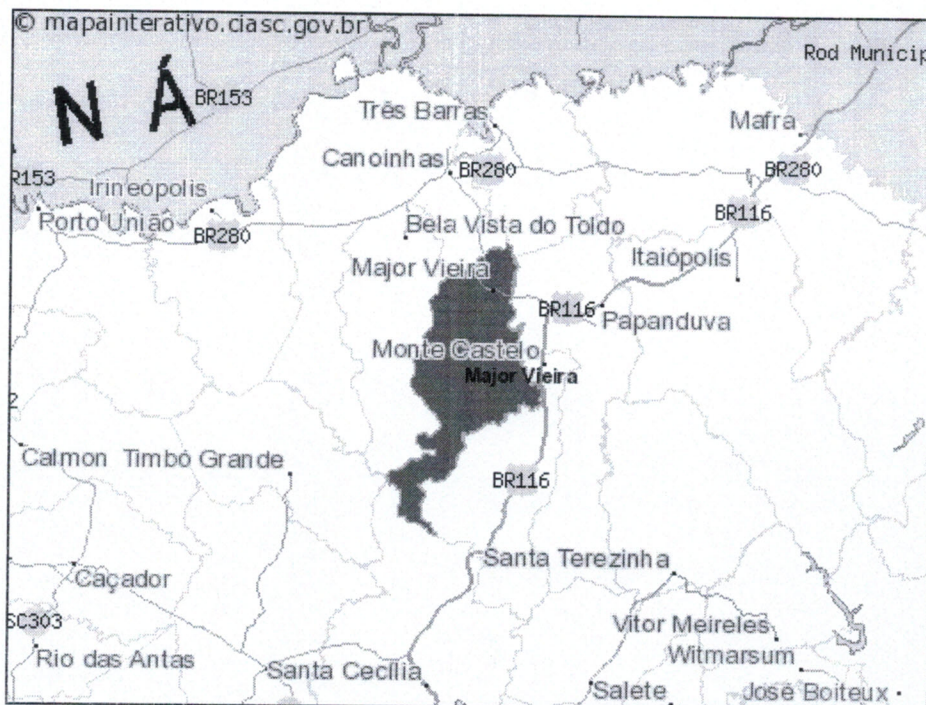 © mapainterativo.ciasc.gov.br
Rod Municip
N Á
BR153
Três Barras
Mafra
Canoinhas
BR280
BR280
R153
Irineópolis
Porto União
BR280
BR116
Bela Vista do Toldo
Itaiópolis
Major Vieira
BR116
Papanduva
Monte Castelo
Major Vieira
2
Calmon
Timbó Grande
BR116
Santa Terezinha
Caçador
SC303
Vitor Meireles
Rio das Antas
Witmarsum
Santa Cecília
Salete
José Boiteux